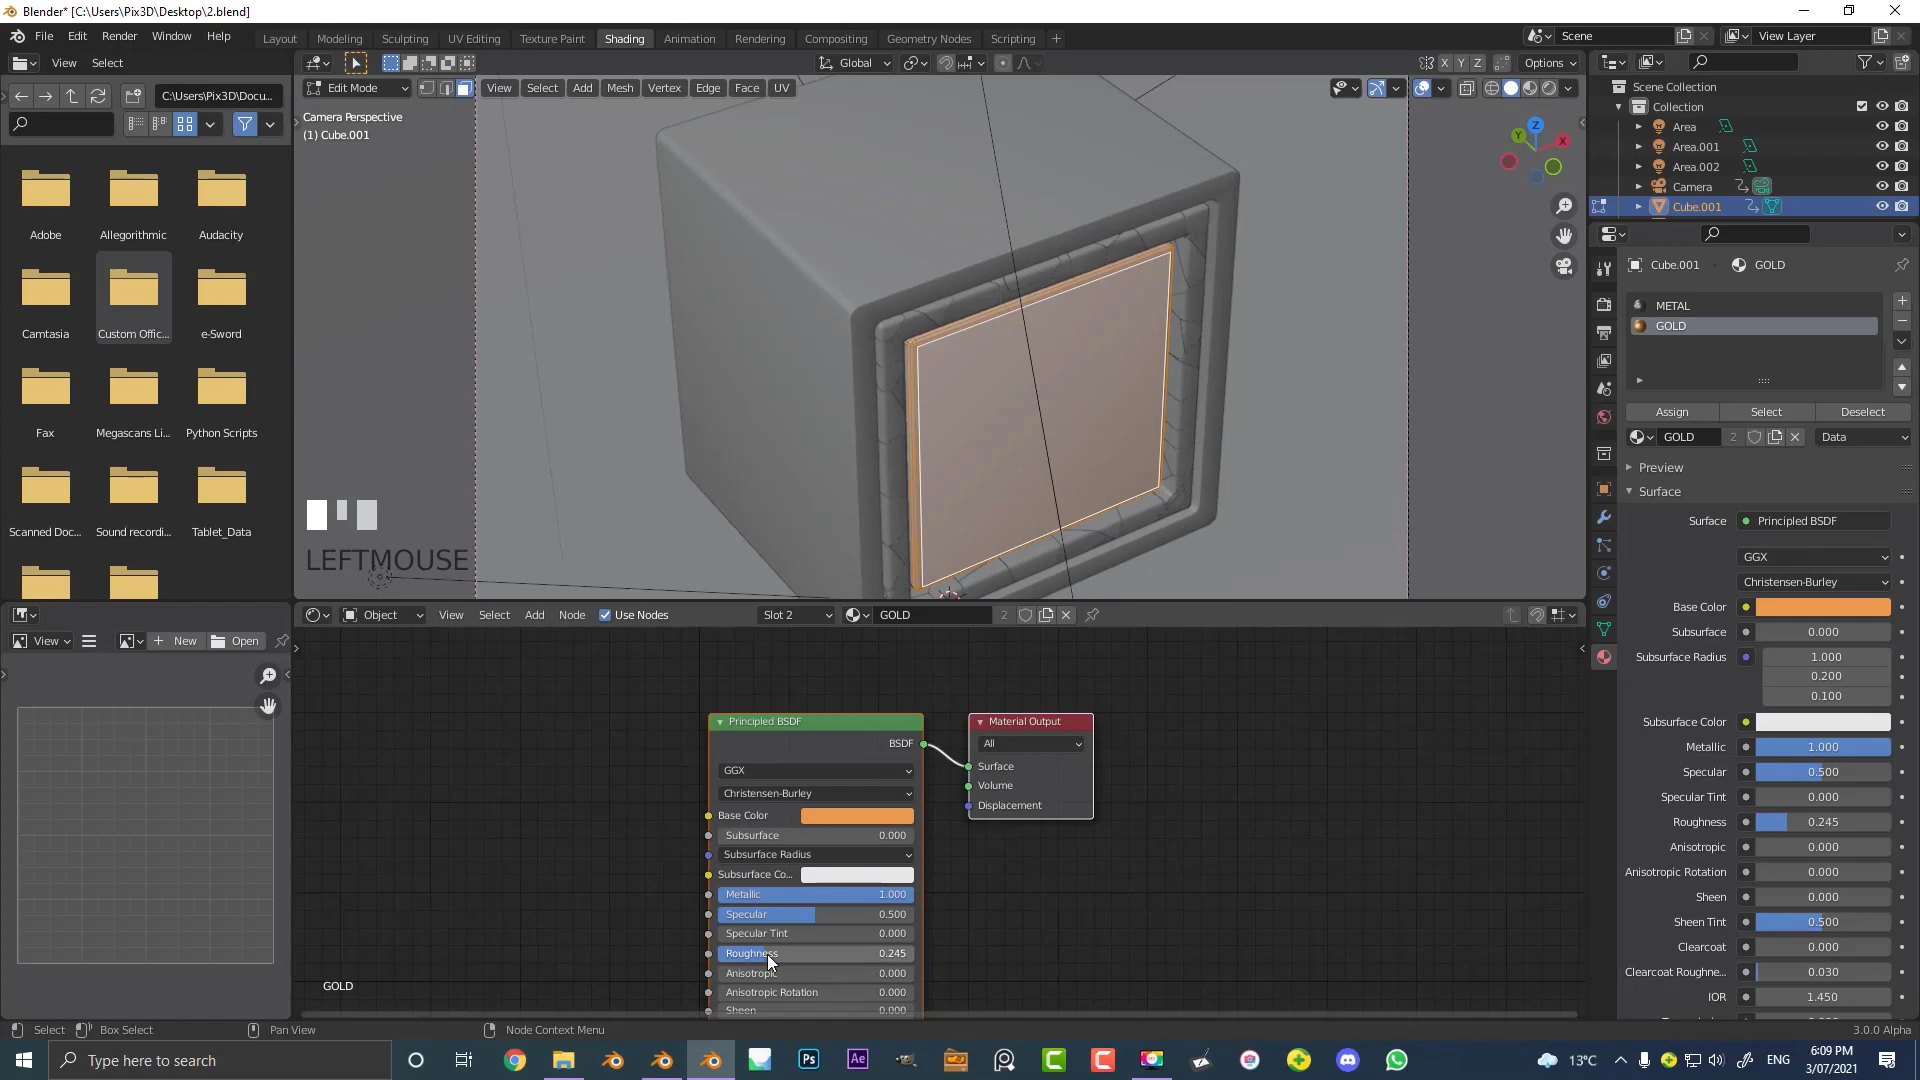 Blender* [C:\Users\Pix3D\Desktop\2.blend]
File Edit Render Window Help
Layout Modeling Sculpting UV Editing Texture Paint Shading Animation Rendering Compositing Geometry Nodes Scripting
Scene View Layer
View Select
Global
X Y Z Options
C:\Users\Pix3D\Docu...
Edit Mode
View Select Add Mesh Vertex Edge Face UV
Camera Perspective
(1) Cube.001
Z
Y X
Scene Collection
Collection
Area
Area.001
Area.002
Camera
Cube.001
Adobe Allegorithmic Audacity
Camtasia Custom Offic... e-Sword
Fax Megascans Li... Python Scripts
Scanned Doc... Sound recordi... Tablet_Data
LEFTMOUSE
Cube.001 GOLD
METAL
GOLD
Assign Select Deselect
GOLD 2 Data
Preview
Surface
Surface Principled BSDF
GGX
Christensen-Burley
Base Color
Subsurface 0.000
Subsurface Radius 1.000
0.200
0.100
Subsurface Color
Metallic 1.000
Specular 0.500
Specular Tint 0.000
Roughness 0.245
Anisotropic 0.000
Anisotropic Rotation 0.000
Sheen 0.000
Sheen Tint 0.500
Clearcoat 0.000
Clearcoat Roughne... 0.030
IOR 1.450
View New Open
Object View Select Add Node Use Nodes Slot 2 GOLD 2
Principled BSDF
BSDF
GGX
Christensen-Burley
Base Color
Subsurface 0.000
Subsurface Radius
Subsurface Co...
Metallic 1.000
Specular 0.500
Specular Tint 0.000
Roughness 0.245
Anisotropic 0.000
Anisotropic Rotation 0.000
Sheen 0.000
Material Output
All
Surface
Volume
Displacement
GOLD
Select Box Select Pan View Node Context Menu 3.0.0 Alpha
Type here to search
Ps Ae
13°C ENG
6:09 PM
3/07/2021